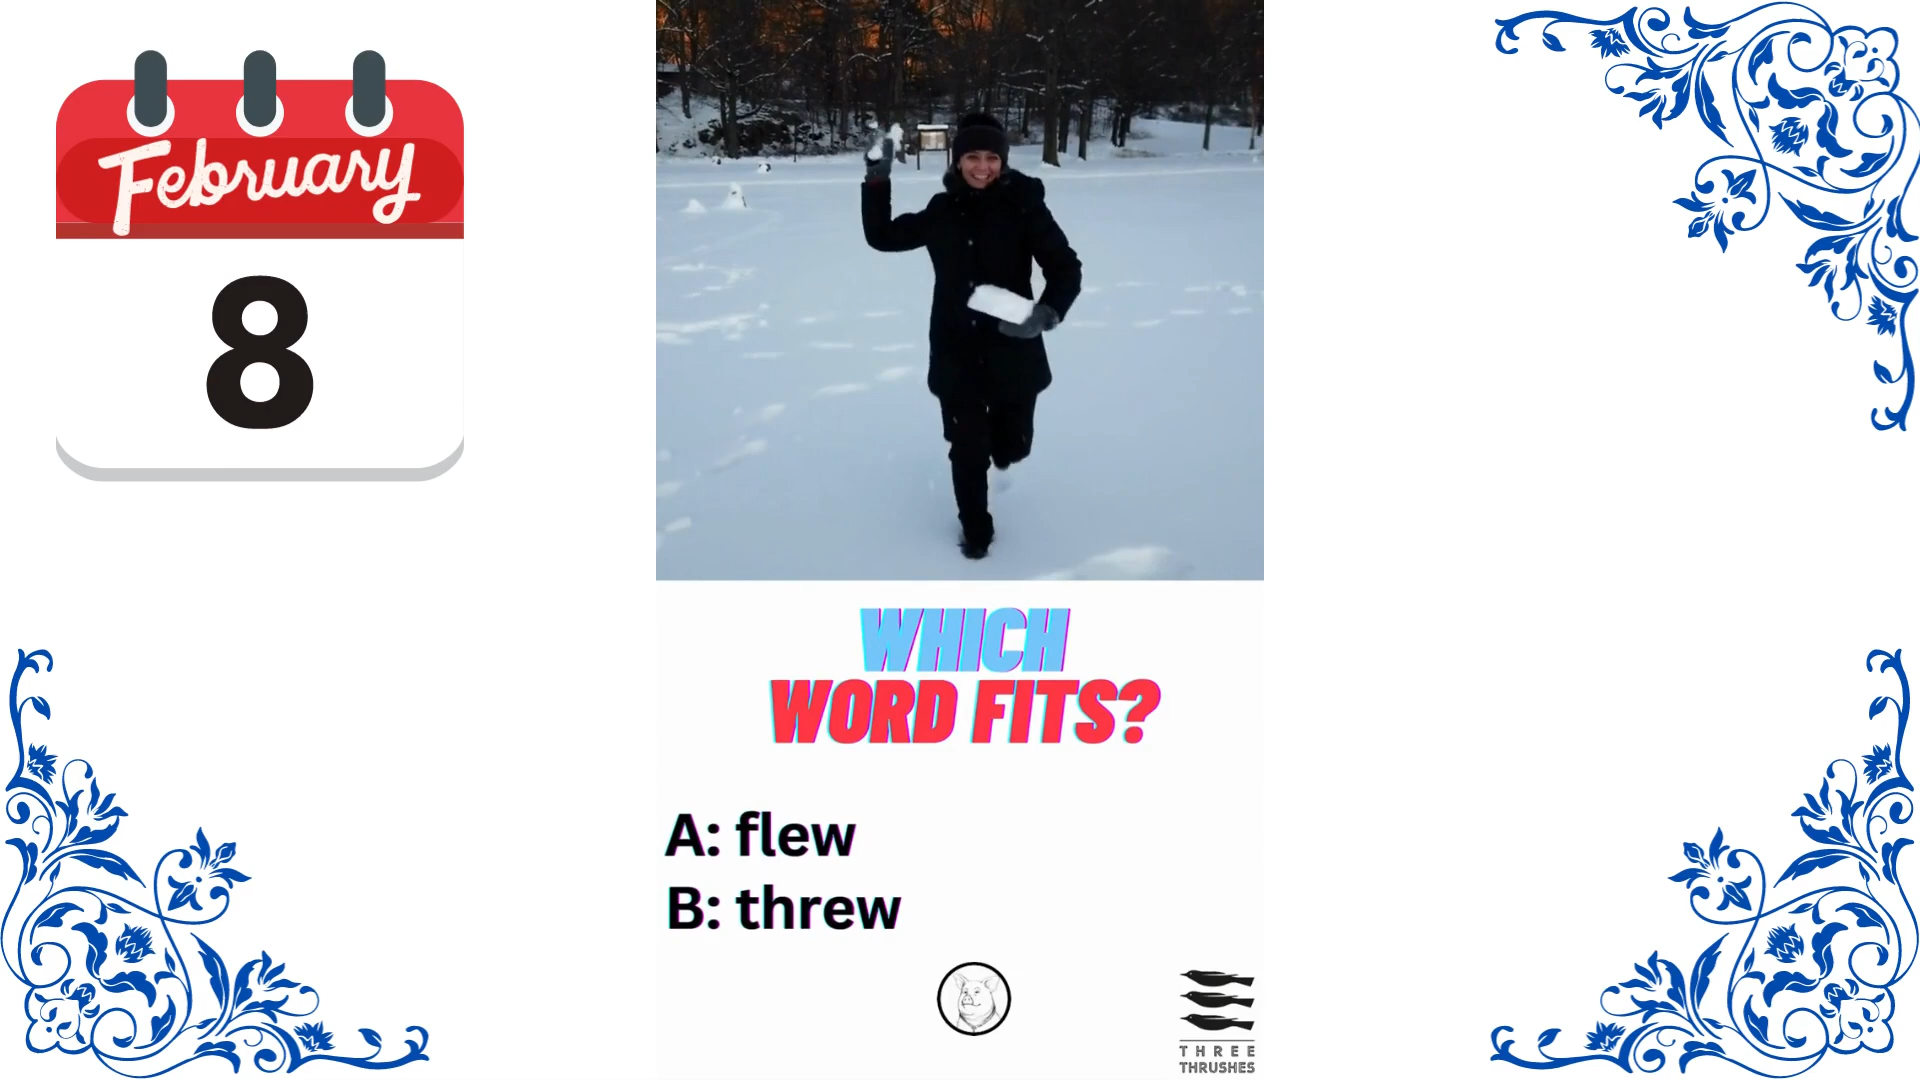 February
8
WHICH
WORD FITS?
A: flew
B: threw
THREE
THRUSHES